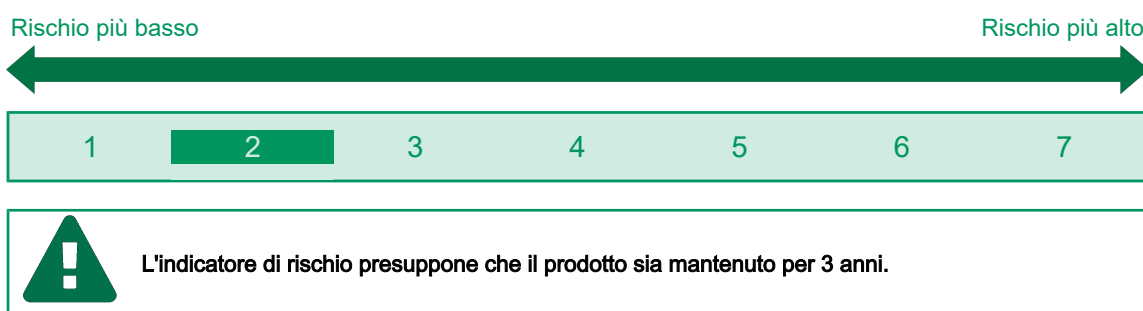 Rischio più basso Rischio più alto
1 2 3 4 5 6 7
L'indicatore di rischio presuppone che il prodotto sia mantenuto per 3 anni.